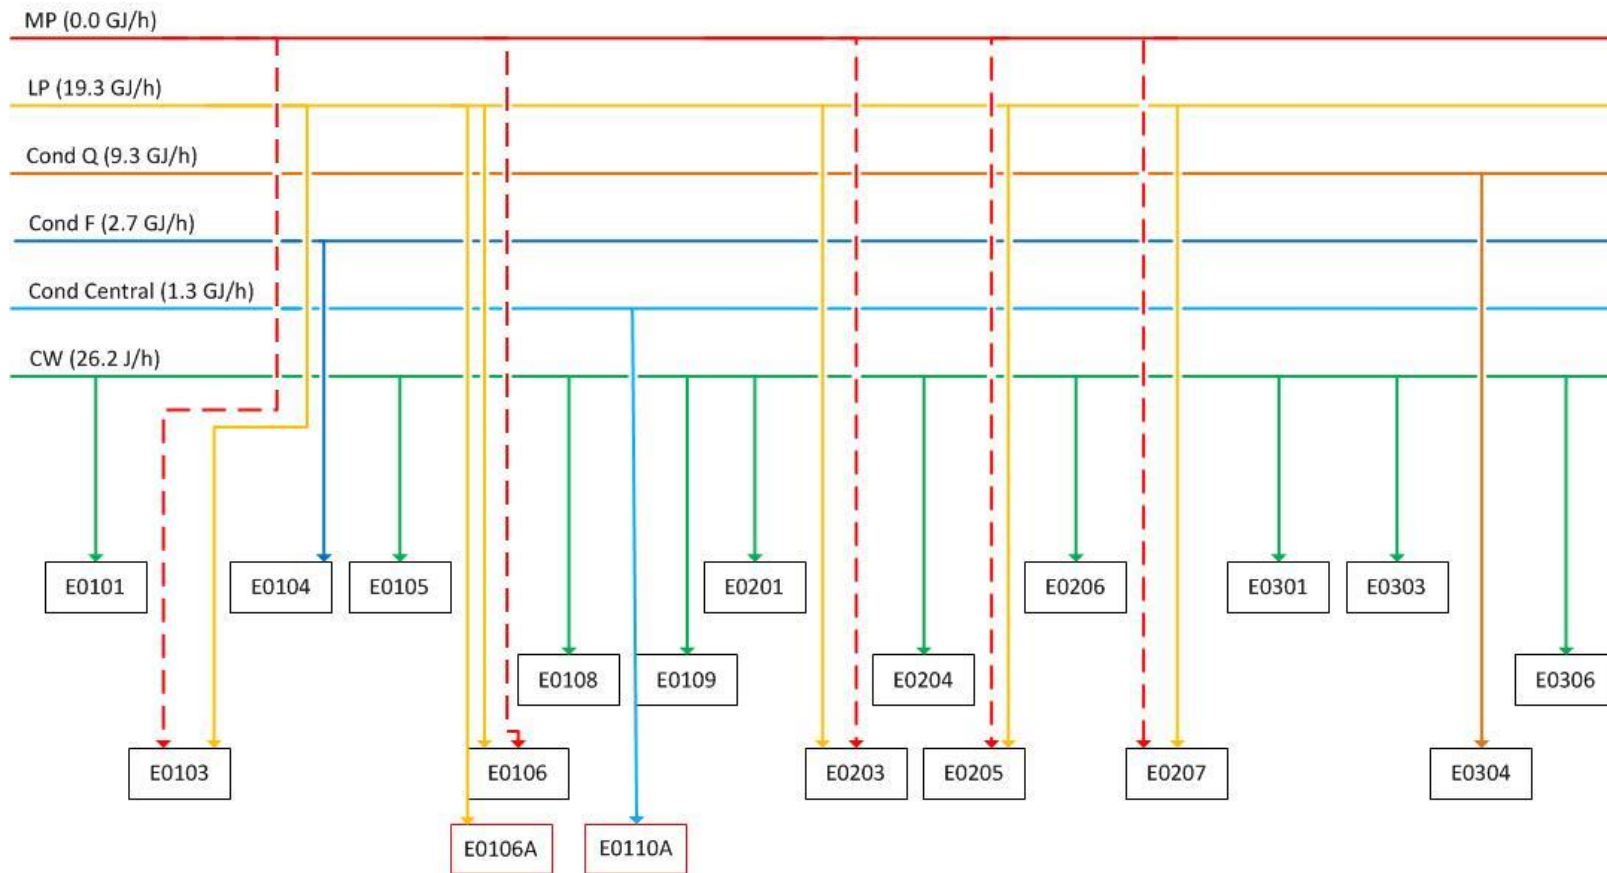 MP (0.0 GJ/h)
LP (19.3 GJ/h)
Cond Q (9.3 GJ/h)
Cond F (2.7 GJ/h)
Cond Central (1.3 GJ/h)
CW (26.2 J/h)
E0101
E0104
E0105
E0201
E0206
E0301
E0303
E0108
E0109
E0204
E0306
E0103
E0106
E0203
E0205
E0207
E0304
E0106A
E0110A